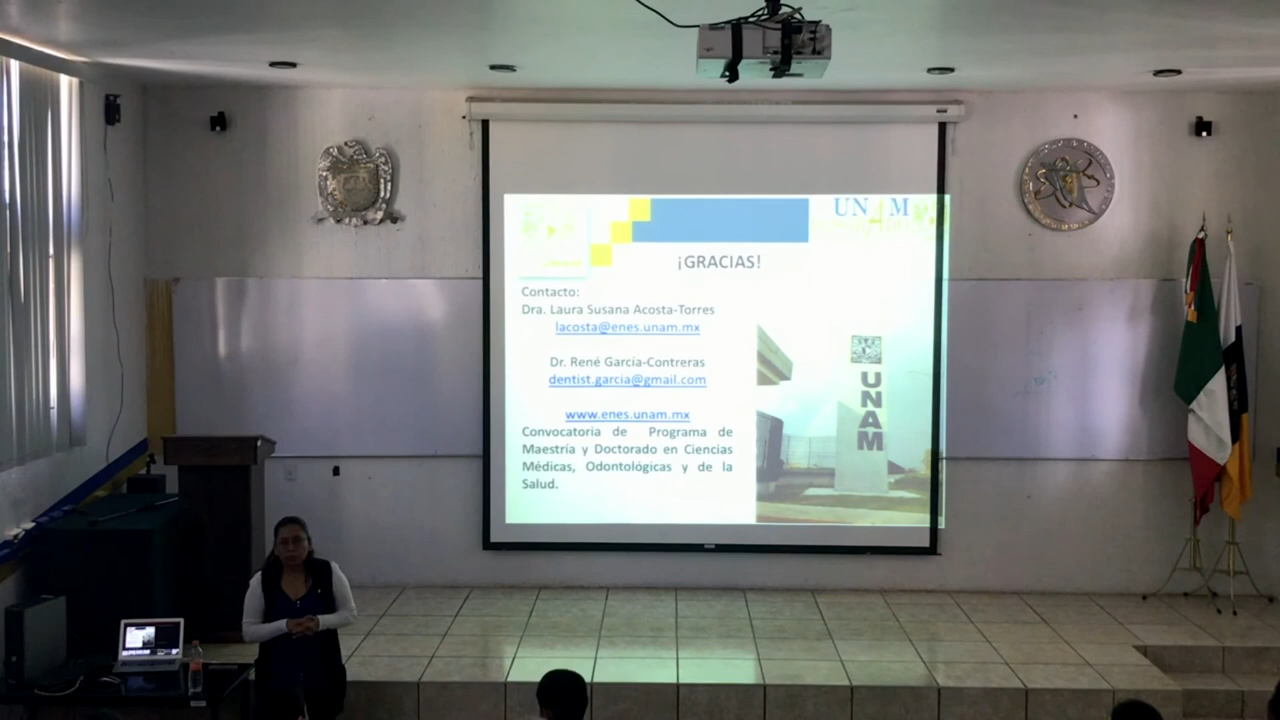 UNAM
¡GRACIAS!
Contacto:
Dra. Laura Susana Acosta-Torres
lacosta@enes.unam.mx
Dr. René García-Contreras
dentist.garcia@gmail.com
www.enes.unam.mx
Convocatoria de Programa de
Maestría y Doctorado en Ciencias
Médicas, Odontológicas y de la
Salud.
UNAM